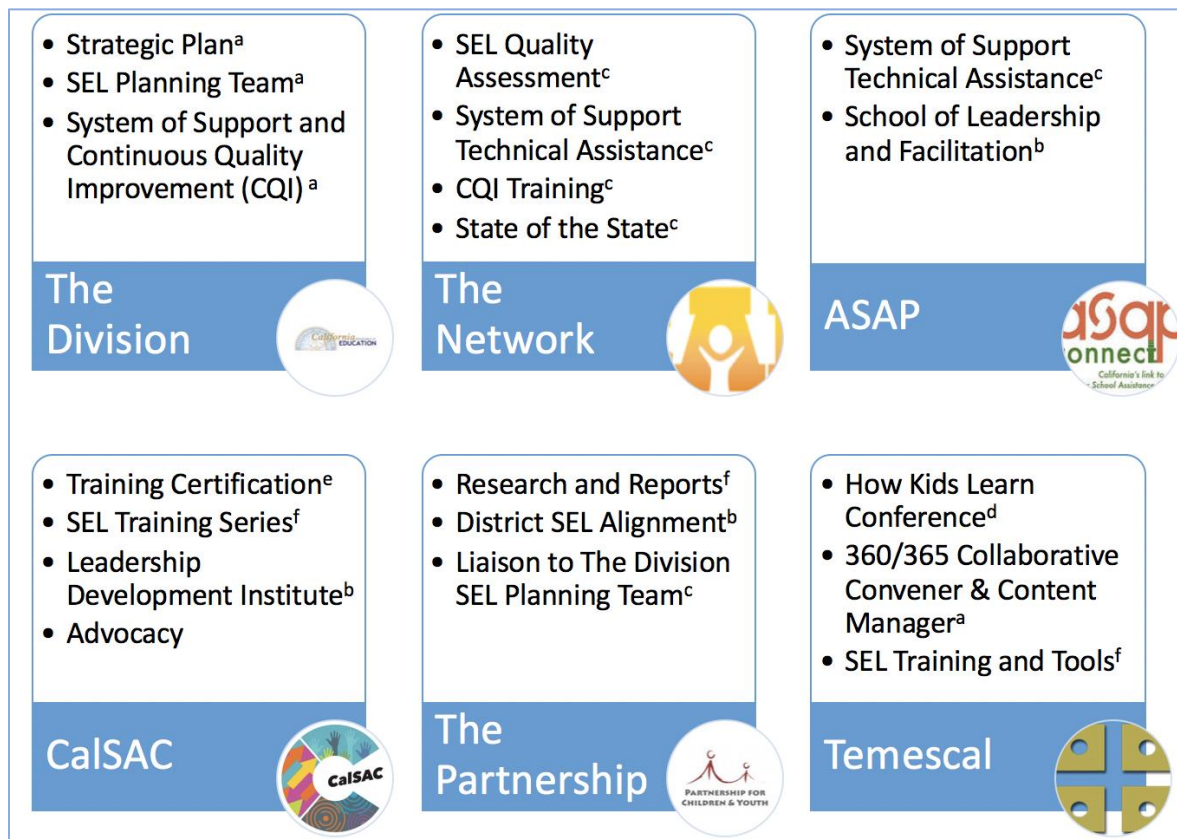 • Strategic Planᵃ
• SEL Planning Teamᵃ
• System of Support and
Continuous Quality
Improvement (CQI) ᵃ
The
Division
California
EDUCATION
• SEL Quality
Assessmentᶜ
• System of Support
Technical Assistanceᶜ
• CQI Trainingᶜ
• State of the Stateᶜ
The
Network
• System of Support
Technical Assistanceᶜ
• School of Leadership
and Facilitationᵇ
ASAP
asap
onnect
California's link to
School Assistance
• Training Certificationᵉ
• SEL Training Seriesᶠ
• Leadership
Development Instituteᵇ
• Advocacy
CalSAC
CalSAC
• Research and Reportsᶠ
• District SEL Alignmentᵇ
• Liaison to The Division
SEL Planning Teamᶜ
The
Partnership
PARTNERSHIP FOR
CHILDREN & YOUTH
• How Kids Learn
Conferenceᵈ
• 360/365 Collaborative
Convener & Content
Managerᵃ
• SEL Training and Toolsᶠ
Temescal